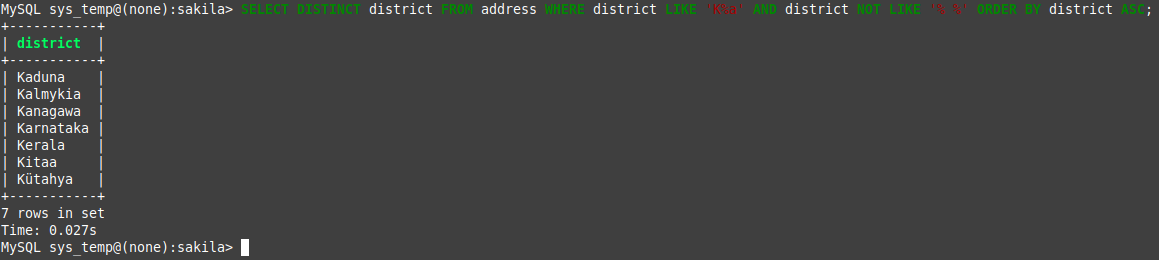 MySQL sys_temp@(none):sakila> SELECT DISTINCT district FROM address WHERE district LIKE 'K%a' AND district NOT LIKE '% %' ORDER BY district ASC;
+-----------+
| district  |
+-----------+
| Kaduna    |
| Kalmykia  |
| Kanagawa  |
| Karnataka |
| Kerala    |
| Kitaa     |
| Kütahya   |
+-----------+
7 rows in set
Time: 0.027s
MySQL sys_temp@(none):sakila>